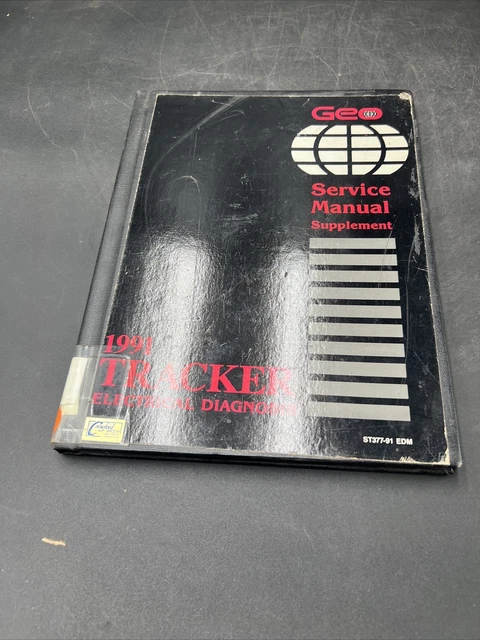 Geo
Service
Manual
Supplement
1991
TRACKER
ELECTRICAL DIAGNOSIS
ST377-91 EDM